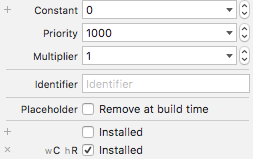 Constant 0
Priority 1000
Multiplier 1
Identifier Identifier
Placeholder Remove at build time
+ Installed
× wC hR Installed